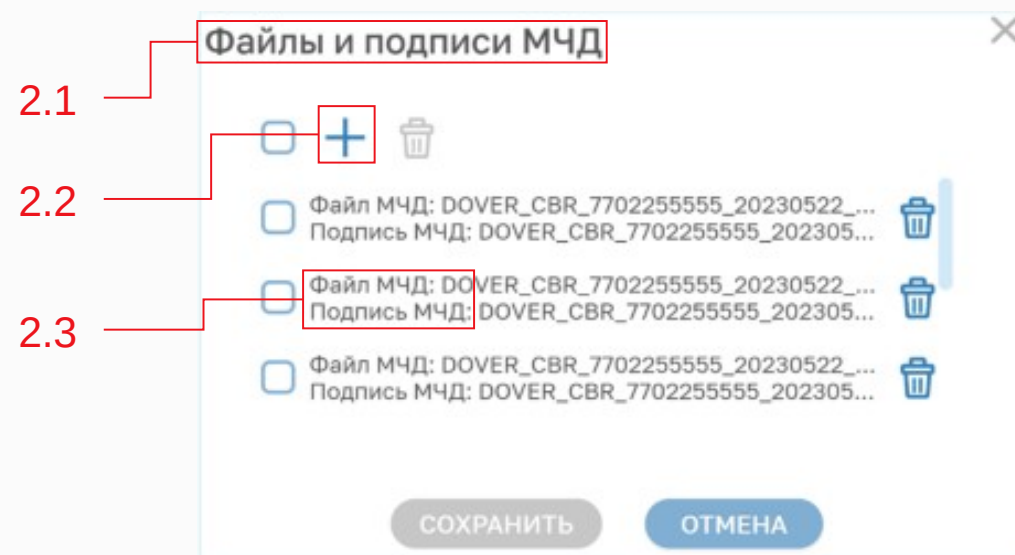 Файлы и подписи МЧД
2.1
2.2
Файл МЧД: DOVER_CBR_7702255555_20230522_...
Подпись МЧД: DOVER_CBR_7702255555_202305...
Файл МЧД: DOVER_CBR_7702255555_20230522_...
Подпись МЧД: DOVER_CBR_7702255555_202305...
2.3
Файл МЧД: DOVER_CBR_7702255555_20230522_...
Подпись МЧД: DOVER_CBR_7702255555_202305...
СОХРАНИТЬ
ОТМЕНА